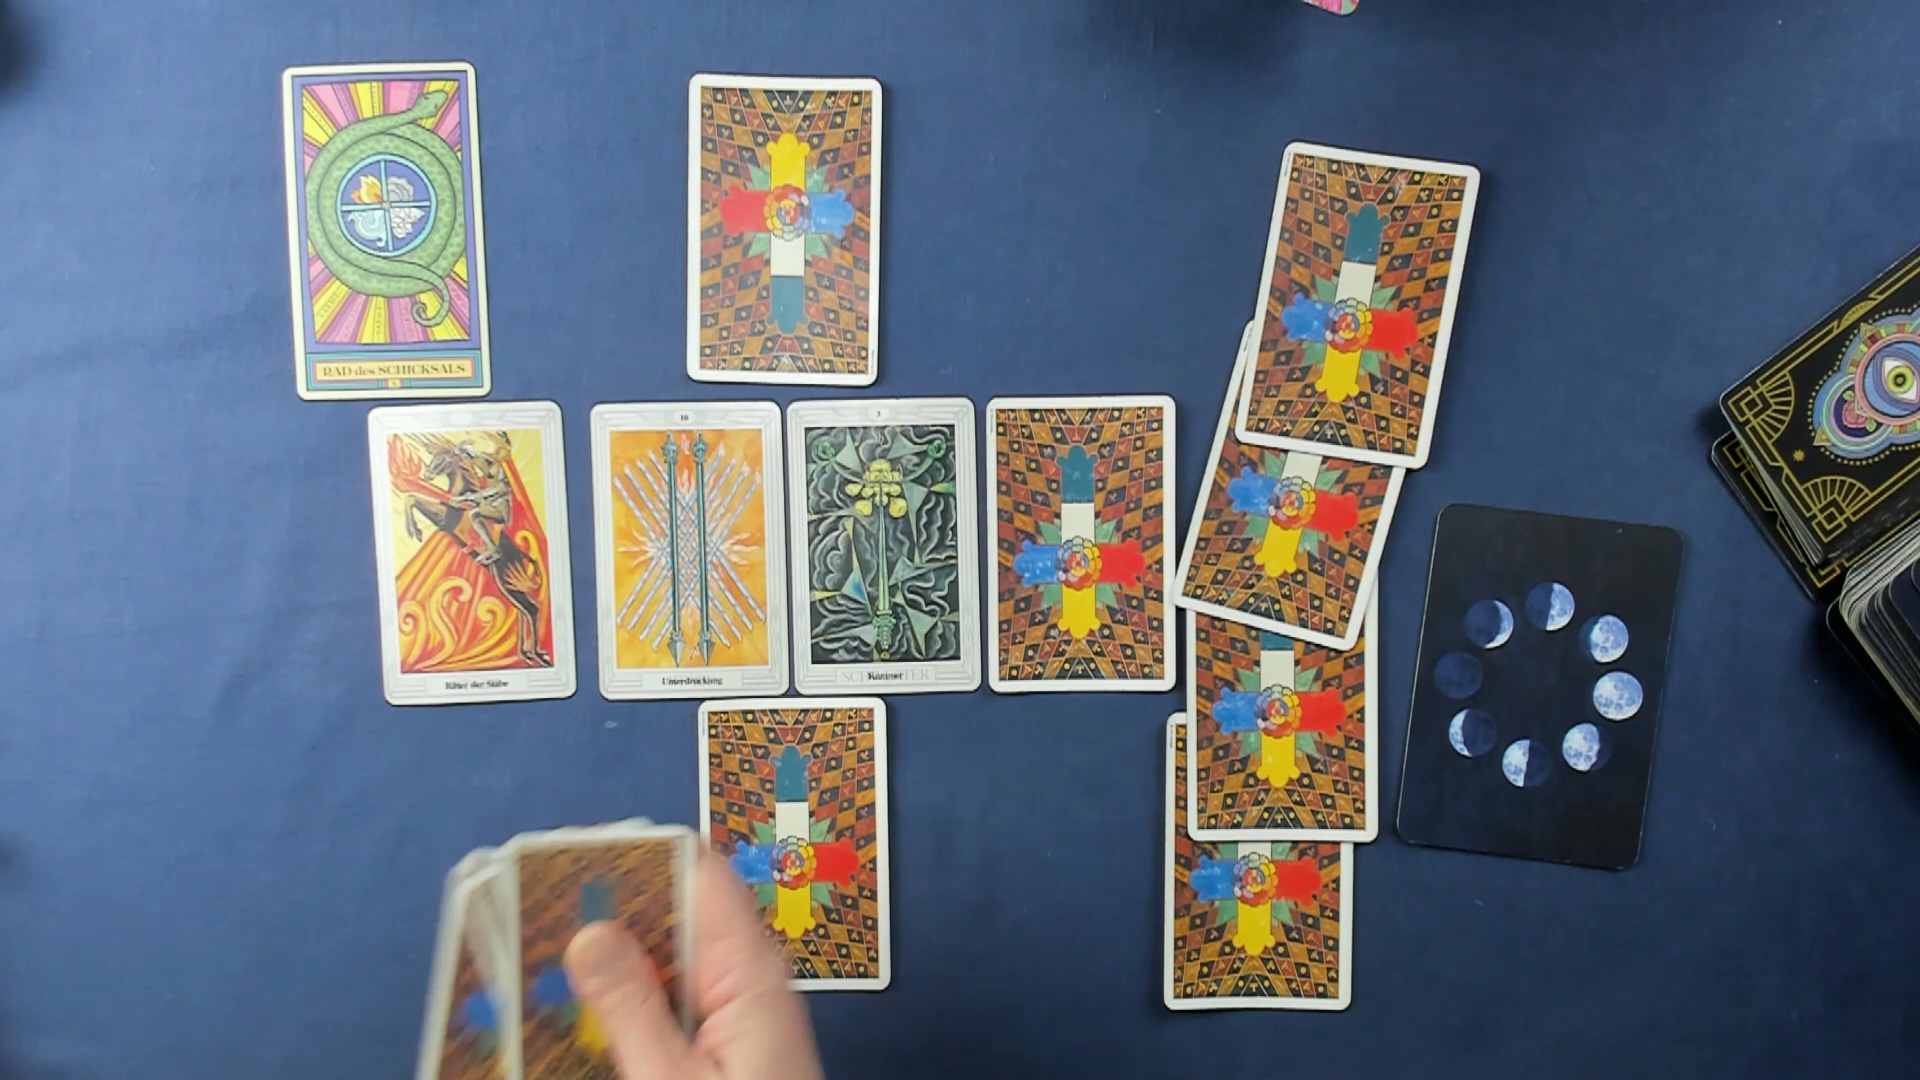 RAD des SCHICKSALS
X
Ritter der Stäbe
10
Unterdrückung
3
Kummer